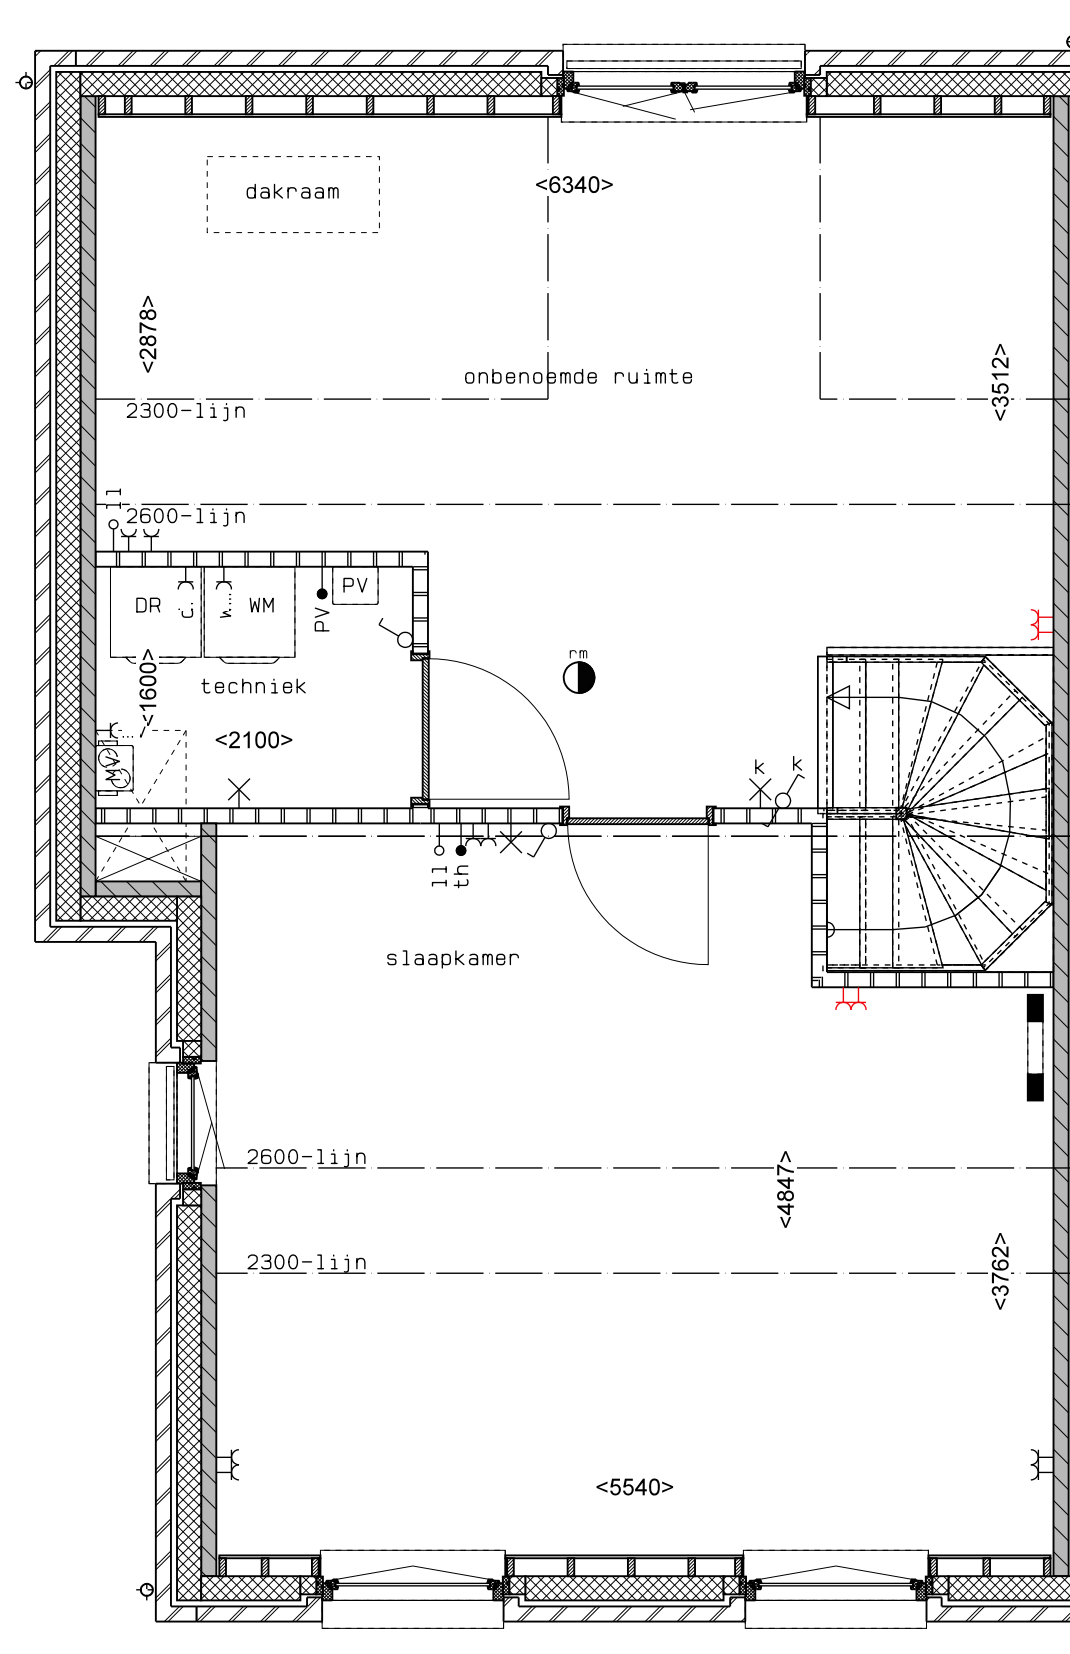 dakraam
<6340>
<2878>
<3512>
onbenoemde ruimte
2300-lijn
ll
2600-lijn
DR
c.
w...
WM
PV
PV
rm
techniek
<1600>
<2100>
MV
k
k
ll
th
slaapkamer
2600-lijn
<4847>
2300-lijn
<3762>
<5540>